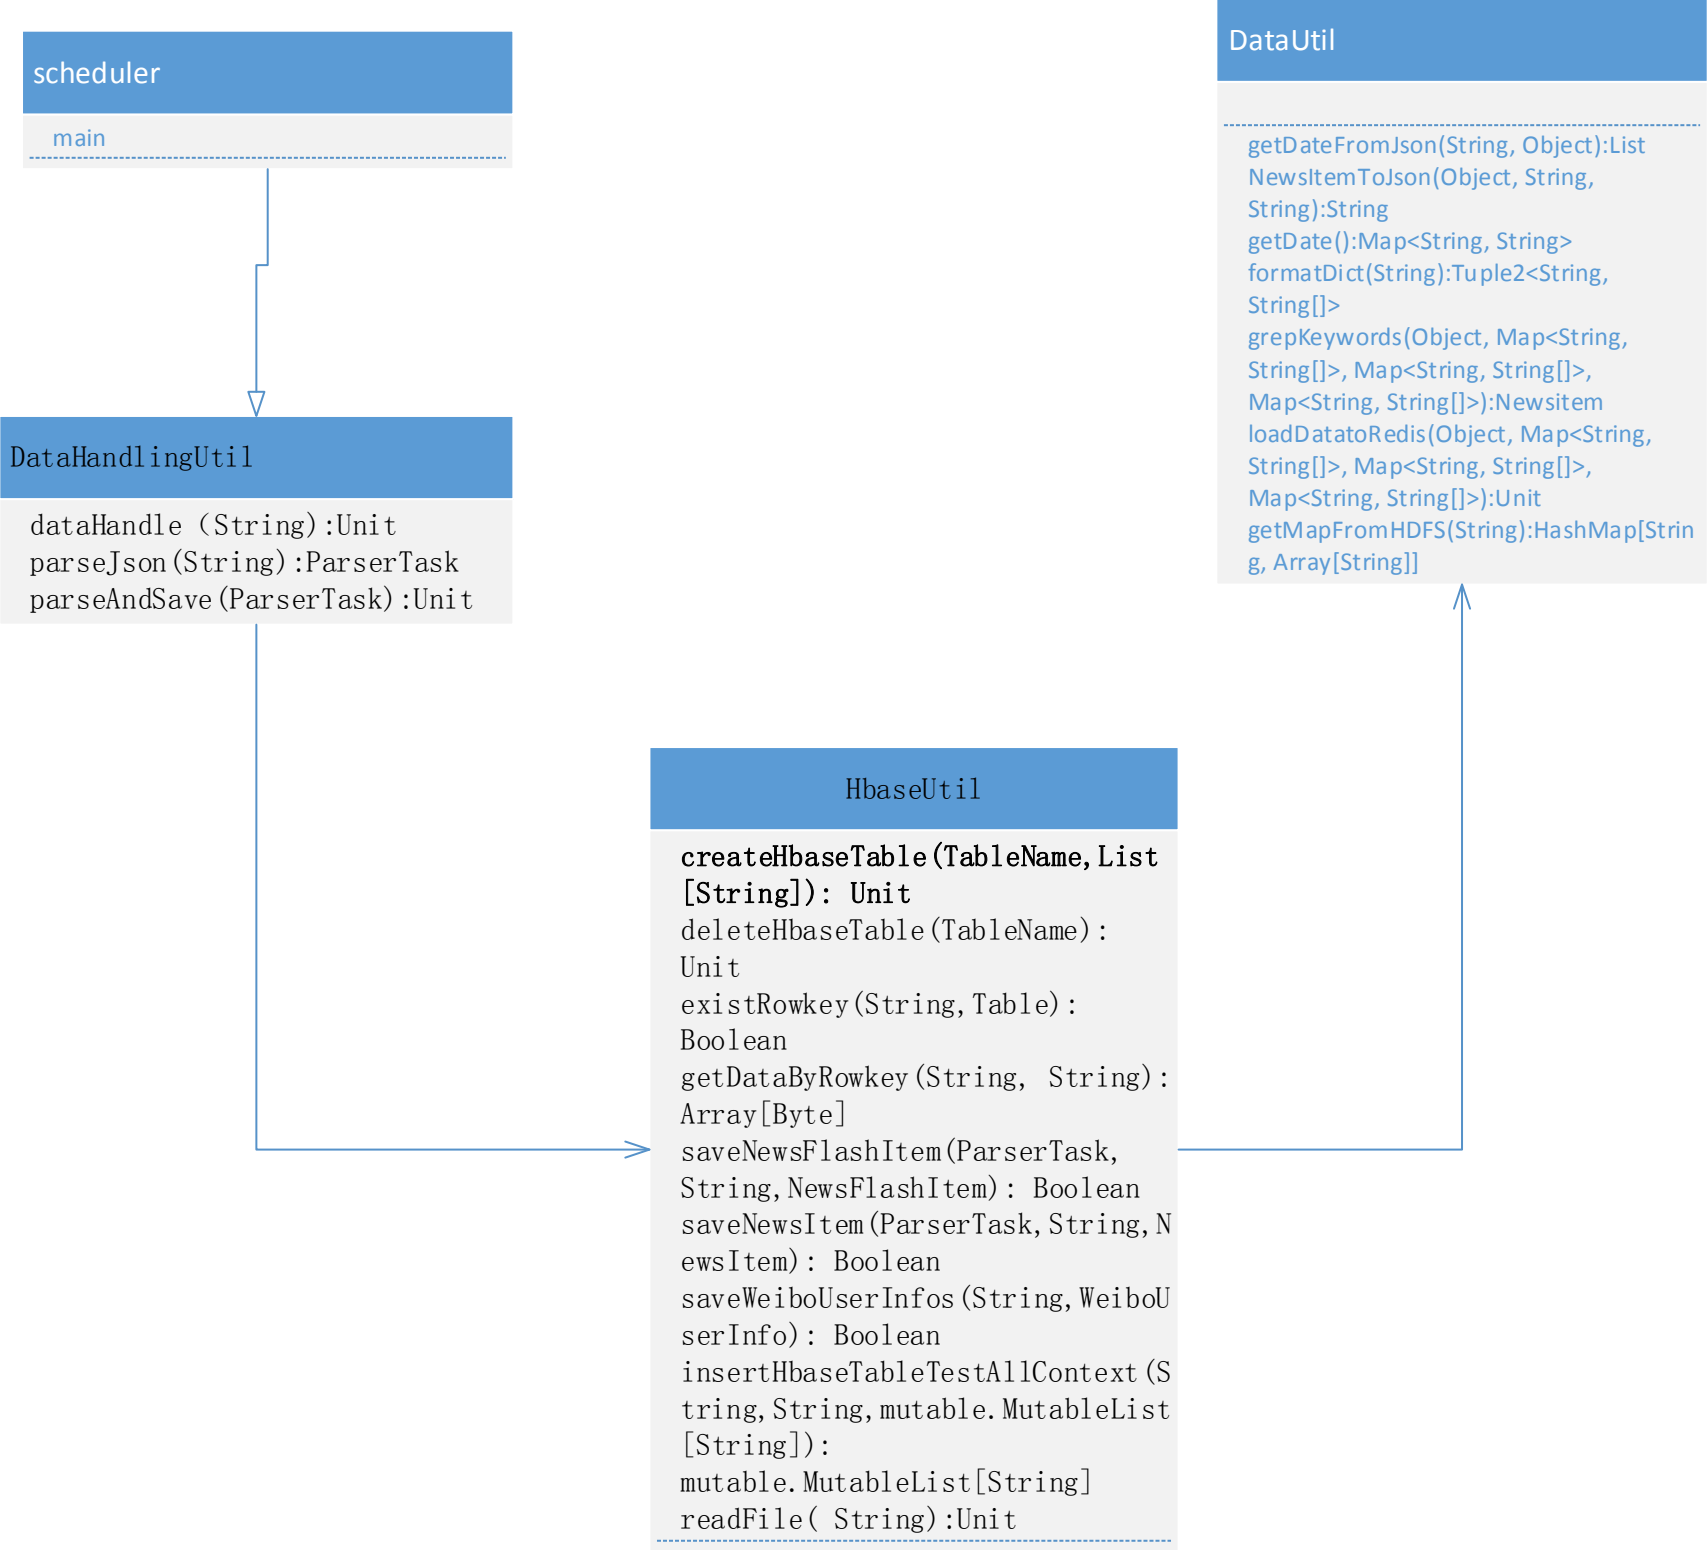 scheduler
main
DataUtil
getDateFromJson(String, Object):List
NewsItemToJson(Object, String,
String):String
getDate():Map<String, String>
formatDict(String):Tuple2<String,
String[]>
grepKeywords(Object, Map<String,
String[]>, Map<String, String[]>,
Map<String, String[]>):Newsitem
loadDatatoRedis(Object, Map<String,
String[]>, Map<String, String[]>,
Map<String, String[]>):Unit
getMapFromHDFS(String):HashMap[Strin
g, Array[String]]
DataHandlingUtil
dataHandle（String):Unit
parseJson(String):ParserTask
parseAndSave(ParserTask):Unit
HbaseUtil
createHbaseTable(TableName,List
[String]): Unit
deleteHbaseTable(TableName):
Unit
existRowkey(String,Table):
Boolean
getDataByRowkey(String, String):
Array[Byte]
saveNewsFlashItem(ParserTask,
String,NewsFlashItem): Boolean
saveNewsItem(ParserTask,String,N
ewsItem): Boolean
saveWeiboUserInfos(String,WeiboU
serInfo): Boolean
insertHbaseTableTestAllContext(S
tring,String,mutable.MutableList
[String]):
mutable.MutableList[String]
readFile( String):Unit